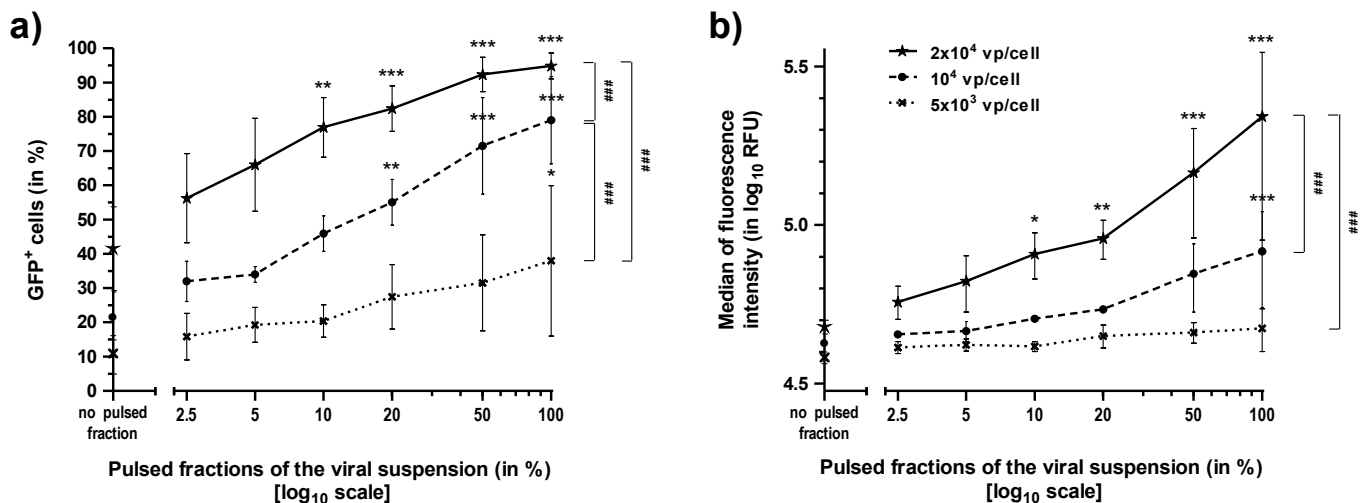 a)
GFP+ cells (in %)
100
90
80
70
60
50
40
30
20
10
0
** *** *** ***
** *** ***
*
###
###
###
no pulsed
fraction
2.5 5 10 20 50 100
Pulsed fractions of the viral suspension (in %)
[log10 scale]
b)
Median of fluorescence
intensity (in log10 RFU)
5.5
5.0
4.5
2x10⁴ vp/cell
10⁴ vp/cell
5x10³ vp/cell
* ** *** ***
***
###
###
no pulsed
fraction
2.5 5 10 20 50 100
Pulsed fractions of the viral suspension (in %)
[log10 scale]